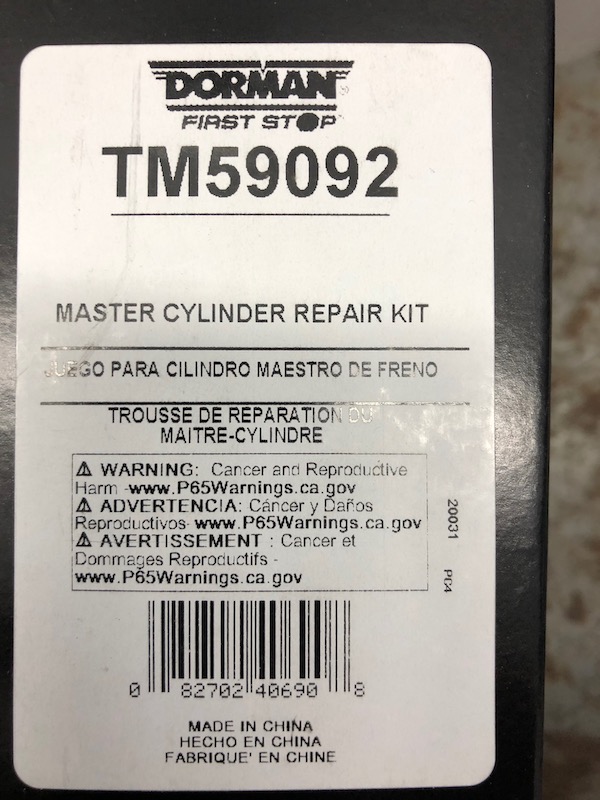 DORMAN®
FIRST STOP™
TM59092
MASTER CYLINDER REPAIR KIT
JUEGO PARA CILINDRO MAESTRO DE FRENO
TROUSSE DE REPARATION DU
MAITRE-CYLINDRE
⚠ WARNING: Cancer and Reproductive
Harm -www.P65Warnings.ca.gov
⚠ ADVERTENCIA: Cáncer y Daños
Reproductivos- www.P65Warnings.ca.gov
⚠ AVERTISSEMENT : Cancer et
Dommages Reproductifs -
www.P65Warnings.ca.gov
20031 PC4
0 82702 40690 8
MADE IN CHINA
HECHO EN CHINA
FABRIQUE' EN CHINE